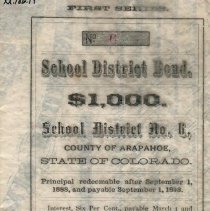 FIRST SERIES.
No. 6
School District Bond,
$1,000.
School District No. 6,
COUNTY OF ARAPAHOE,
STATE OF COLORADO.
Principal redeemable after September 1,
1888, and payable September 1, 1893.
Interest, Six Per Cent., payable March 1 and